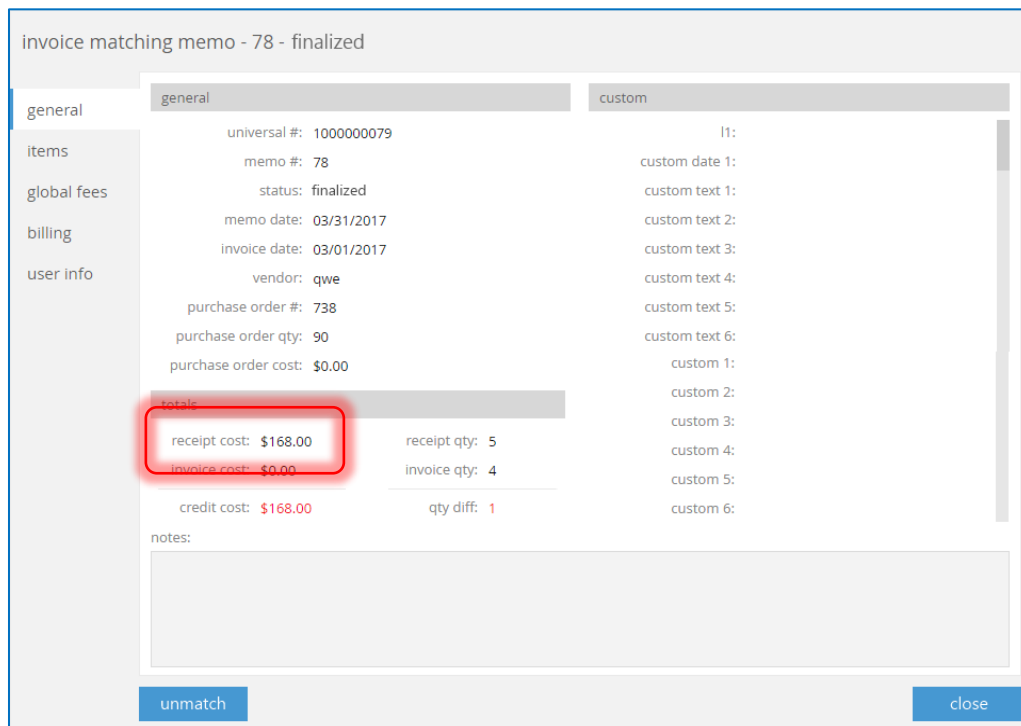 invoice matching memo - 78 - finalized
general
items
global fees
billing
user info
general
universal #: 1000000079
memo #: 78
status: finalized
memo date: 03/31/2017
invoice date: 03/01/2017
vendor: qwe
purchase order #: 738
purchase order qty: 90
purchase order cost: $0.00
custom
l1:
custom date 1:
custom text 1:
custom text 2:
custom text 3:
custom text 4:
custom text 5:
custom text 6:
custom 1:
custom 2:
custom 3:
custom 4:
custom 5:
custom 6:
totals
receipt cost: $168.00 receipt qty: 5
invoice cost: $0.00 invoice qty: 4
credit cost: $168.00 qty diff: 1
notes:
unmatch close